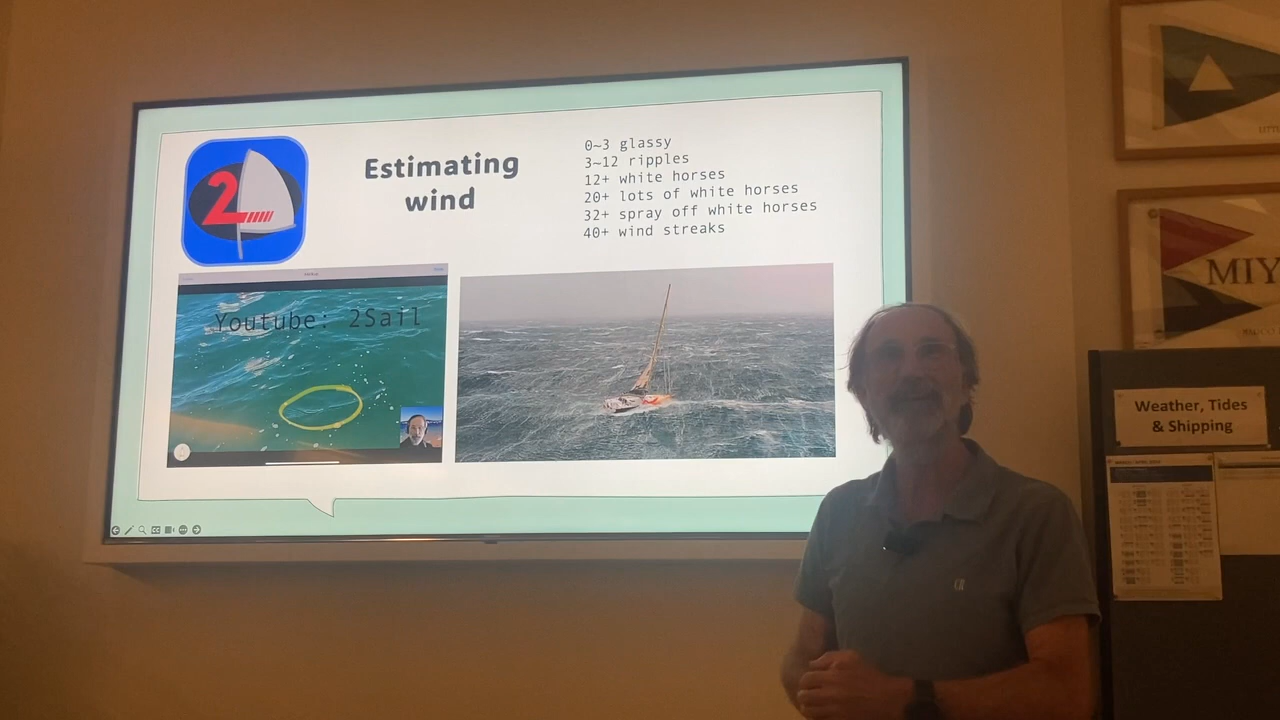 2
Estimating
wind
0~3 glassy
3~12 ripples
12+ white horses
20+ lots of white horses
32+ spray off white horses
40+ wind streaks
Youtube: 2Sail
MIY
Weather, Tides
& Shipping